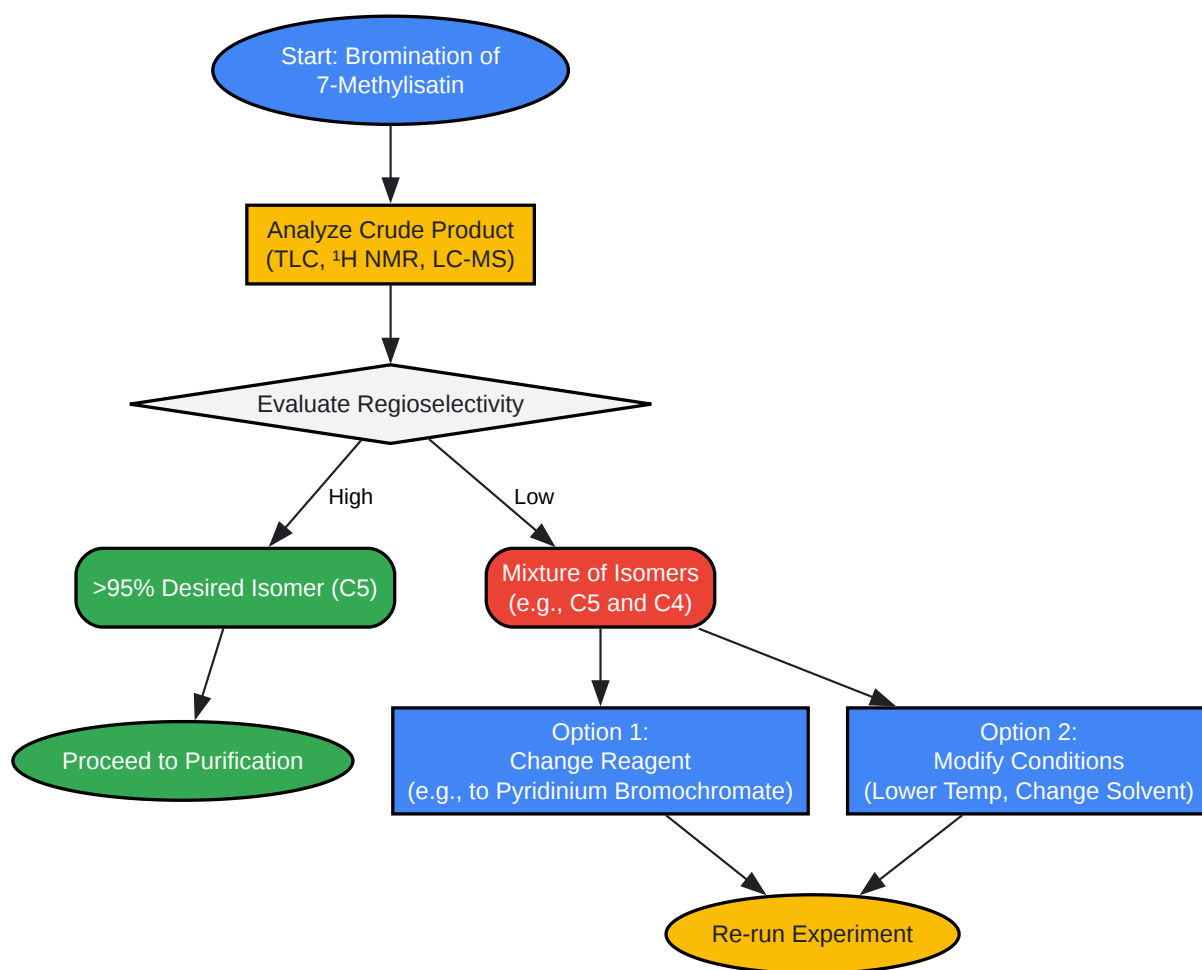 Start: Bromination of
7-Methylisatin
Analyze Crude Product
(TLC, ¹H NMR, LC-MS)
Evaluate Regioselectivity
High
Low
>95% Desired Isomer (C5)
Mixture of Isomers
(e.g., C5 and C4)
Proceed to Purification
Option 1:
Change Reagent
(e.g., to Pyridinium Bromochromate)
Option 2:
Modify Conditions
(Lower Temp, Change Solvent)
Re-run Experiment